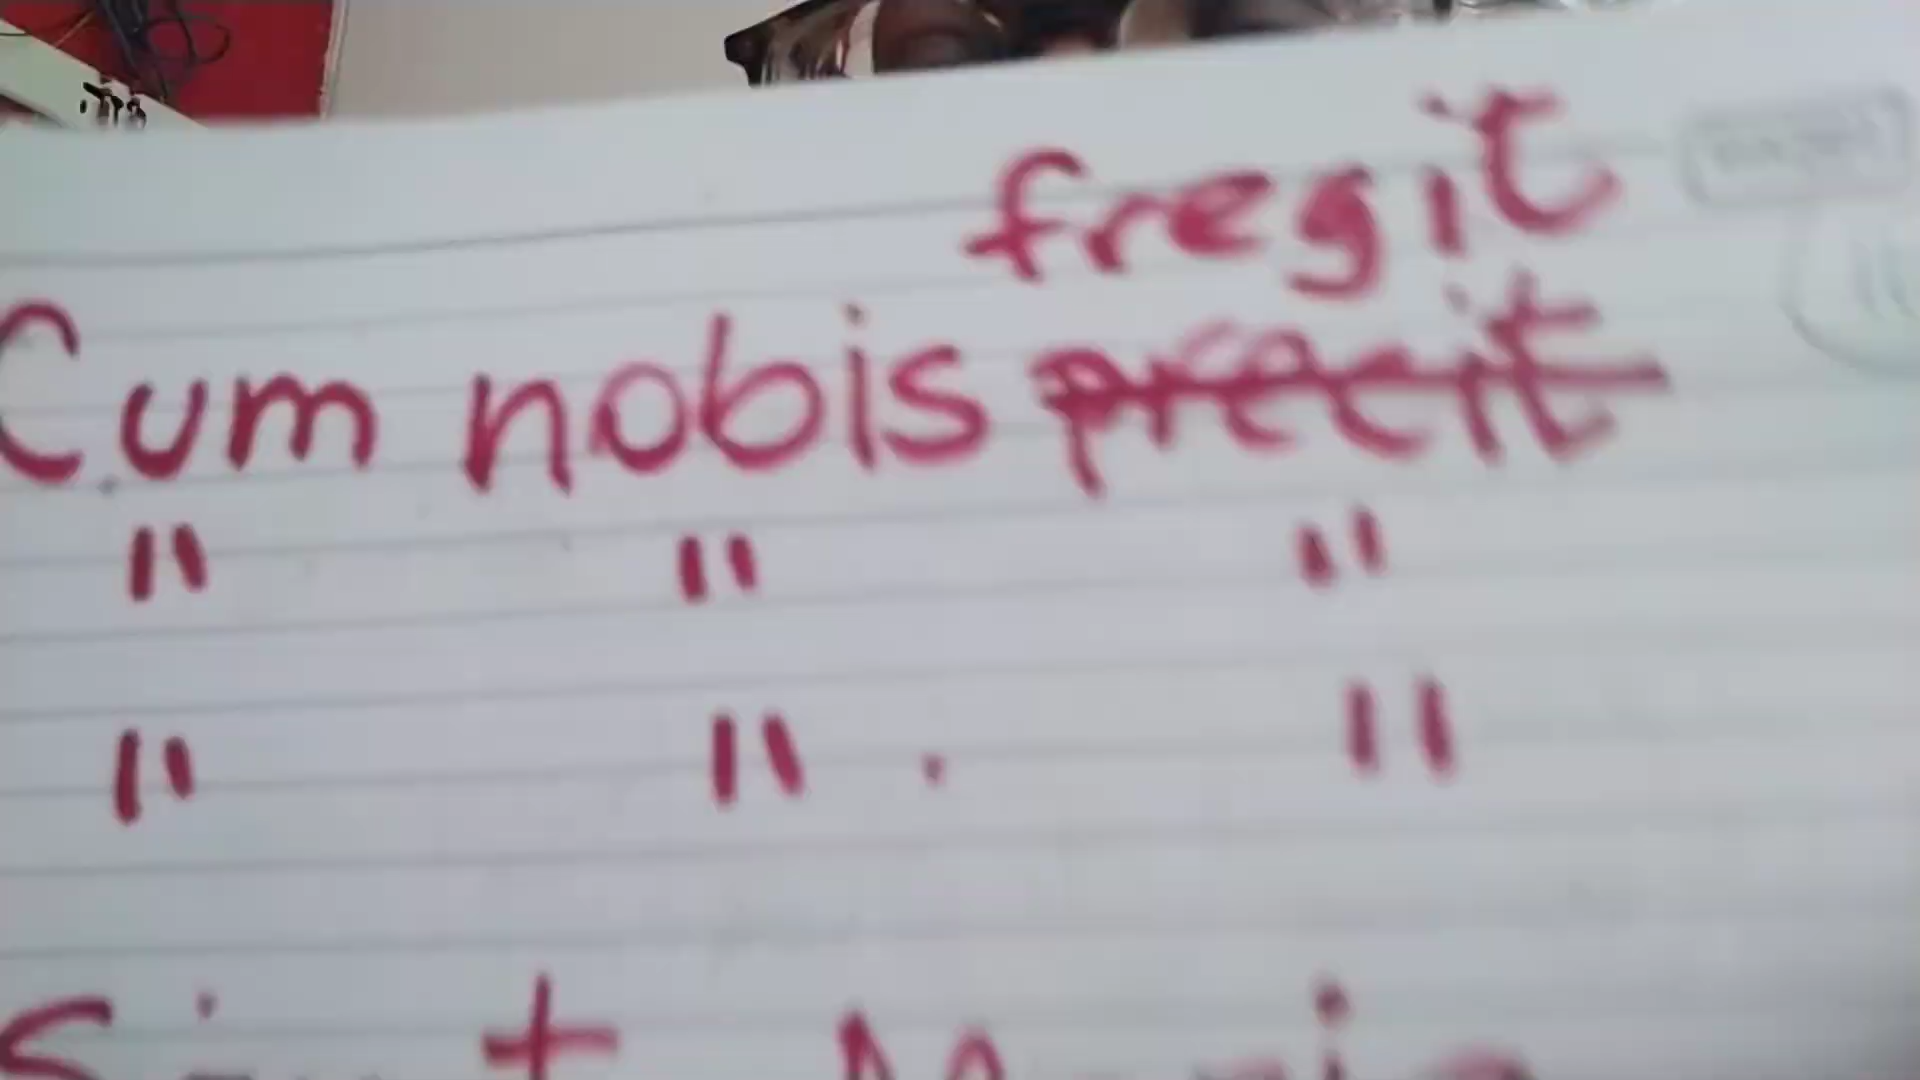 fregit
Cum nobis precit
" " "
" " . "